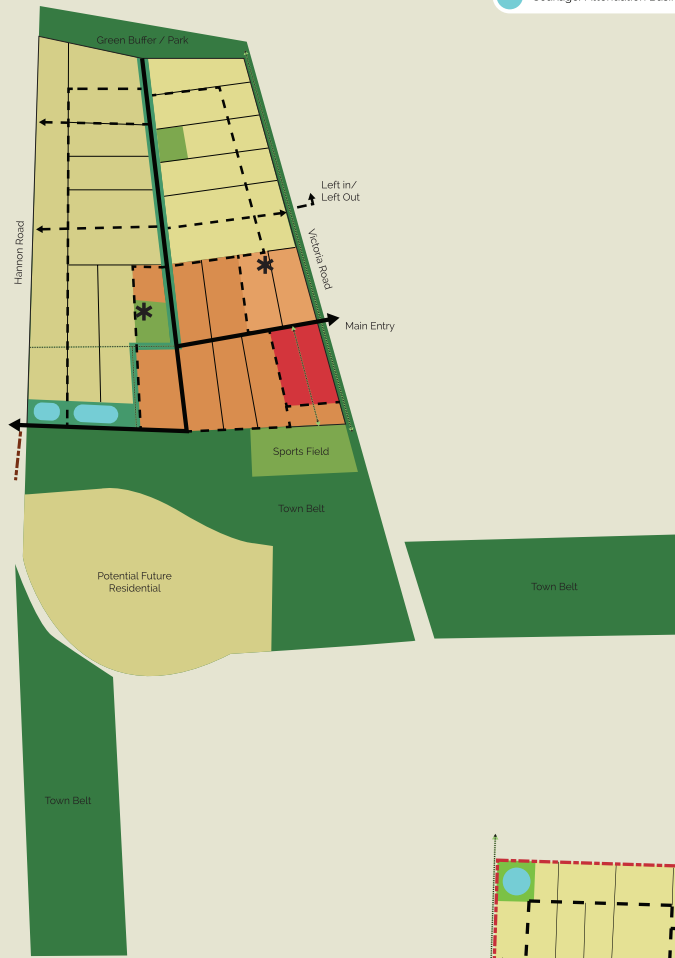 Green Buffer / Park
Left in/
Left Out
Hannon Road
Victoria Road
Main Entry
Sports Field
Town Belt
Potential Future
Residential
Town Belt
Town Belt